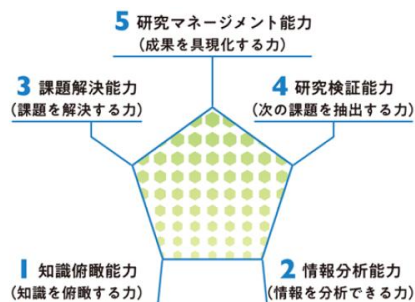 5 研究マネージメント能力
(成果を具現化する力)
3 課題解決能力
(課題を解決する力)
4 研究検証能力
(次の課題を抽出する力)
1 知識俯瞰能力
(知識を俯瞰する力)
2 情報分析能力
(情報を分析できる力)